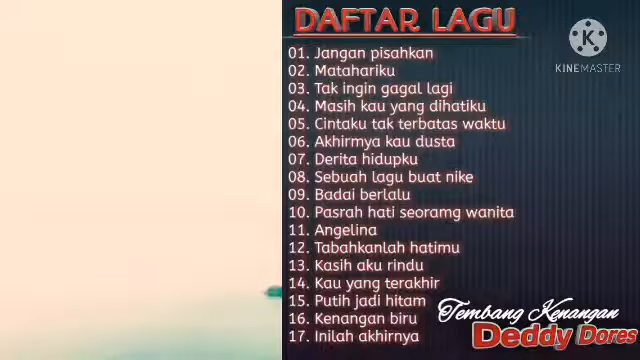 DAFTAR LAGU
01. Jangan pisahkan
02. Matahariku
03. Tak ingin gagal lagi
04. Masih kau yang dihatiku
05. Cintaku tak terbatas waktu
06. Akhirmya kau dusta
07. Derita hidupku
08. Sebuah lagu buat nike
09. Badai berlalu
10. Pasrah hati seoramg wanita
11. Angelina
12. Tabahkanlah hatimu
13. Kasih aku rindu
14. Kau yang terakhir
15. Putih jadi hitam
16. Kenangan biru
17. Inilah akhirnya
K
KINEMASTER
Tembang Kenangan
Deddy Dores